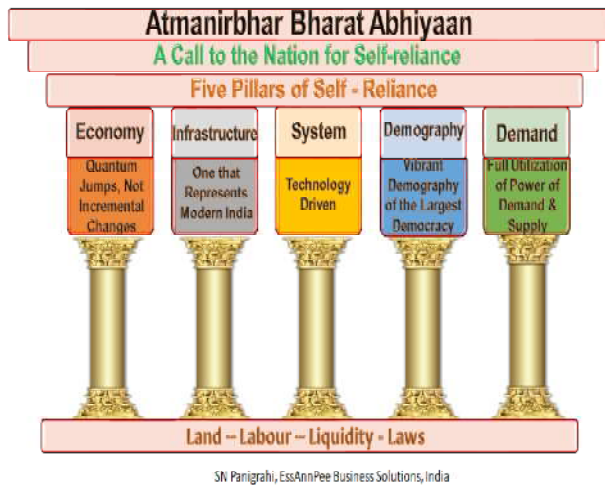 Atmanirbhar Bharat Abhiyaan
A Call to the Nation for Self-reliance
Five Pillars of Self - Reliance
Economy
Quantum
Jumps, Not
Incremental
Changes
Infrastructure
One that
Represents
Modern India
System
Technology
Driven
Demography
Vibrant
Demography
of the Largest
Democracy
Demand
Full Utilization
of Power of
Demand &
Supply
Land – Labour – Liquidity - Laws
SN Panigrahi, EssAnnPee Business Solutions, India